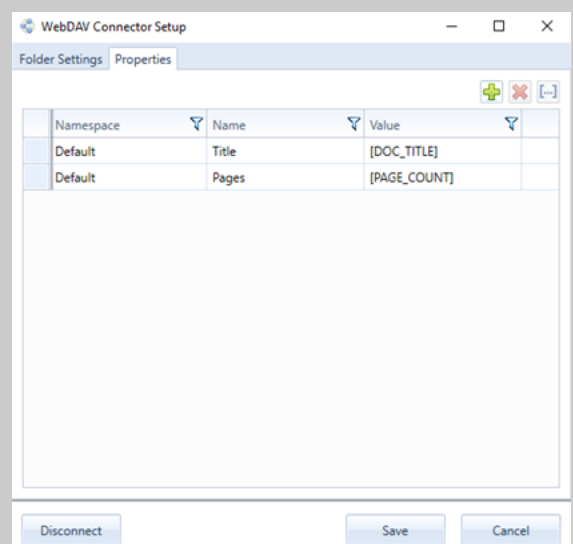 WebDAV Connector Setup
Folder Settings Properties
[...]
Namespace Name Value
Default Title [DOC_TITLE]
Default Pages [PAGE_COUNT]
Disconnect Save Cancel